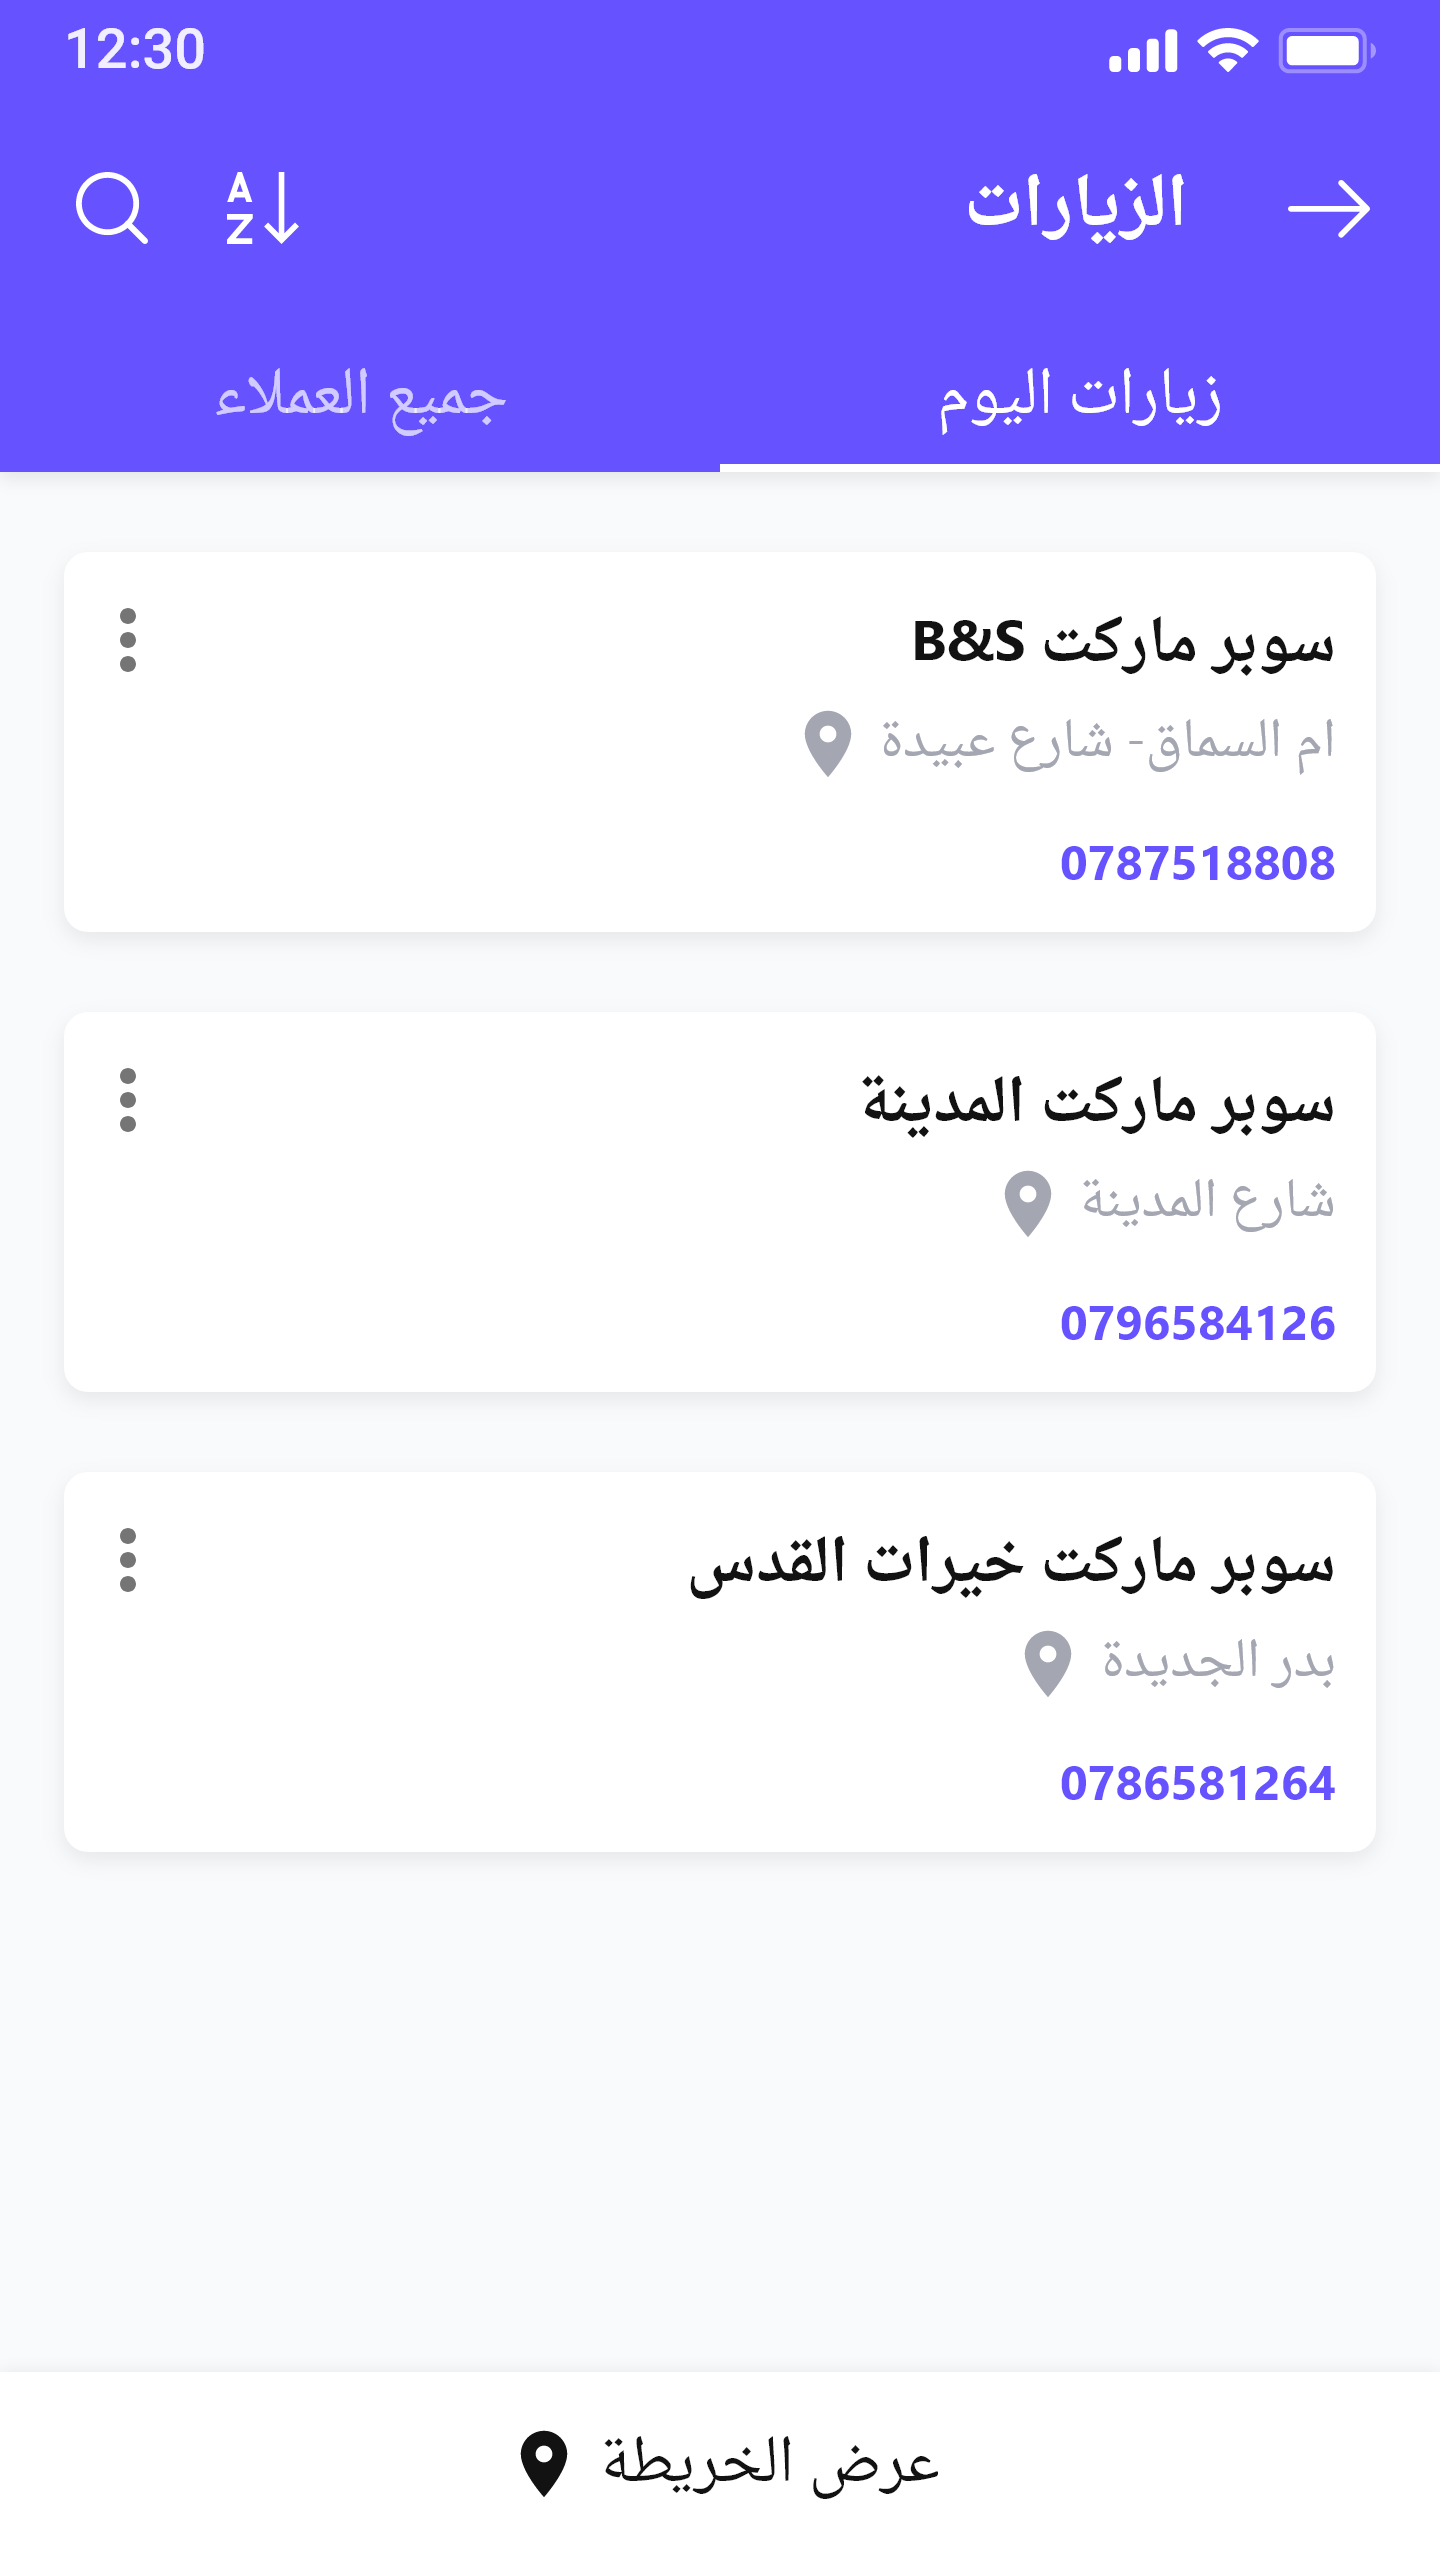 12:30
الزيارات
A
Z
زيارات اليوم
جميع العملاء
سوبر ماركت B&S
ام السماق- شارع عبيدة
0787518808
سوبر ماركت المدينة
شارع المدينة
0796584126
سوبر ماركت خيرات القدس
بدر الجديدة
0786581264
عرض الخريطة